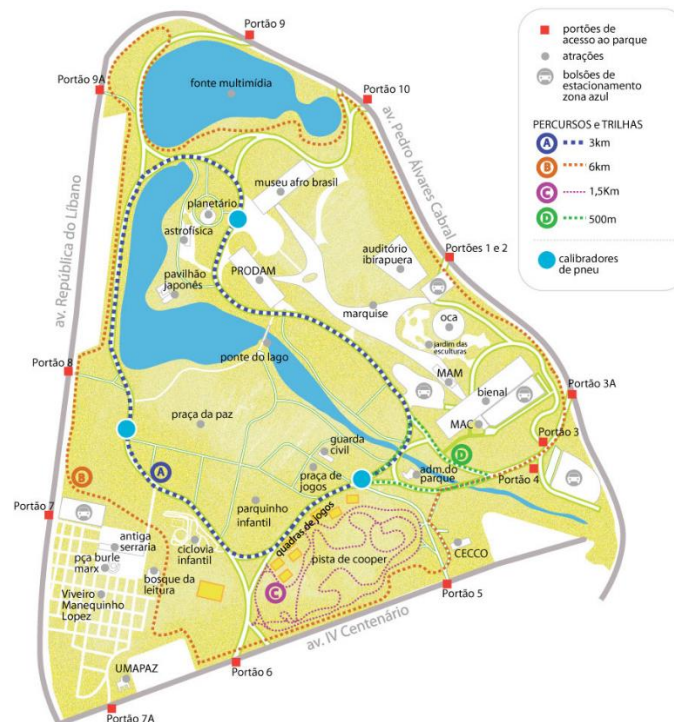 Portão 9
Portão 9A
fonte multimídia
Portão 10
av. Pedro Álvares Cabral
museu afro brasil
planetário
astrofísica
pavilhão
japonês
PRODAM
auditório
ibirapuera
Portões 1 e 2
marquise
oca
jardim das
esculturas
av. República do Líbano
ponte do lago
Portão 8
MAM
bienal
Portão 3A
MAC
praça da paz
guarda
civil
D
Portão 3
Portão 4
adm.do
parque
praça de
jogos
A
B
parquinho
infantil
Portão 7
antiga
serraria
ciclovia
infantil
quadras de jogos
pista de cooper
CECCO
pça burle
marx
bosque da
leitura
Viveiro
Manequinho
Lopez
C
Portão 5
av. IV Centenário
Portão 6
UMAPAZ
Portão 7A
portões de
acesso ao parque
atrações
bolsões de
estacionamento
zona azul
PERCURSOS e TRILHAS
A 3km
B 6km
C 1,5Km
D 500m
calibradores
de pneu